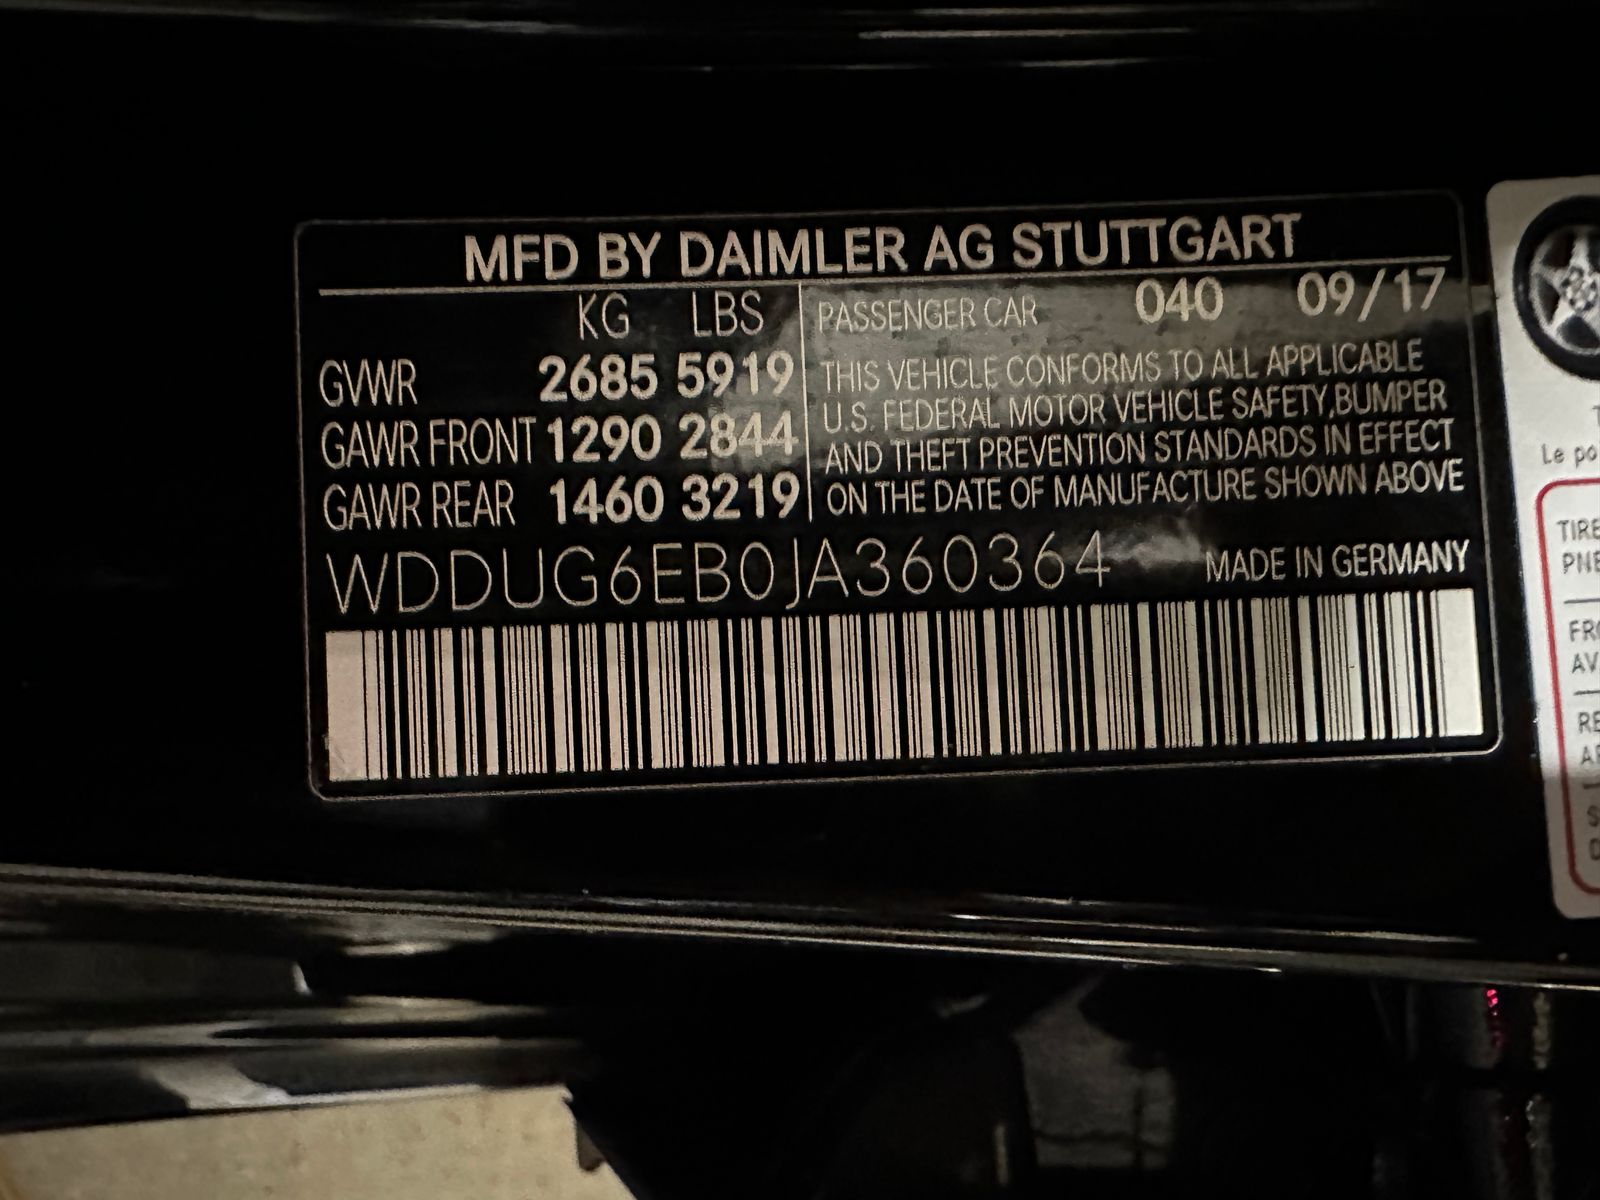 MFD BY DAIMLER AG STUTTGART
KG LBS
GVWR 2685 5919
GAWR FRONT 1290 2844
GAWR REAR 1460 3219
PASSENGER CAR 040 09/17
THIS VEHICLE CONFORMS TO ALL APPLICABLE
U.S. FEDERAL MOTOR VEHICLE SAFETY,BUMPER
AND THEFT PREVENTION STANDARDS IN EFFECT
ON THE DATE OF MANUFACTURE SHOWN ABOVE
WDDUG6EB0JA360364 MADE IN GERMANY
Le